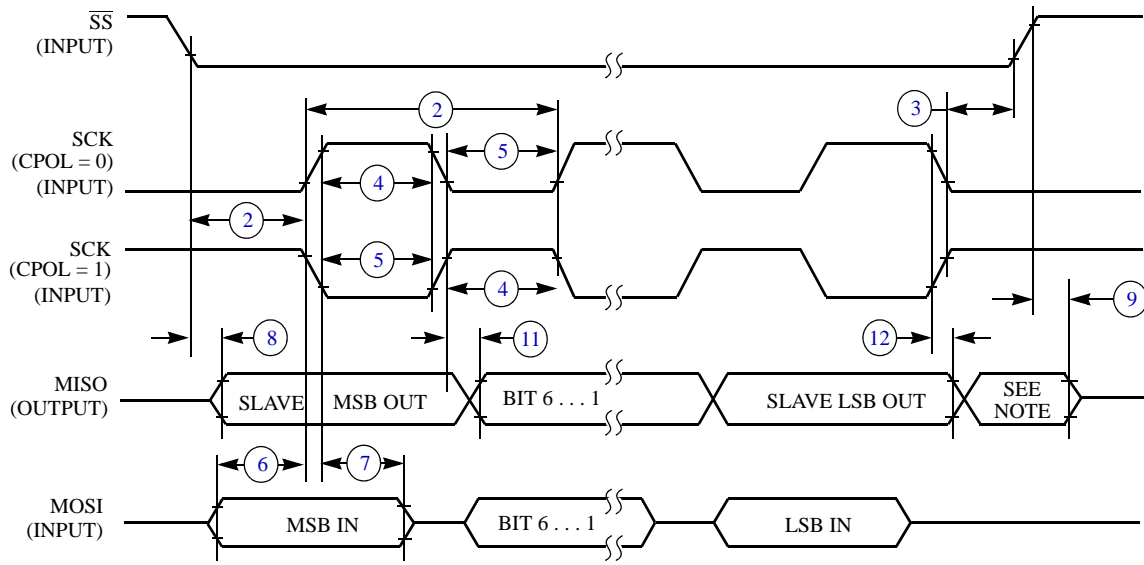 SS
(INPUT)
2
3
SCK
(CPOL = 0)
(INPUT)
5
4
2
SCK
(CPOL = 1)
(INPUT)
5
4
9
8
11
12
MISO
(OUTPUT)
SLAVE MSB OUT
BIT 6 . . . 1
SLAVE LSB OUT
SEE
NOTE
6
7
MOSI
(INPUT)
MSB IN
BIT 6 . . . 1
LSB IN